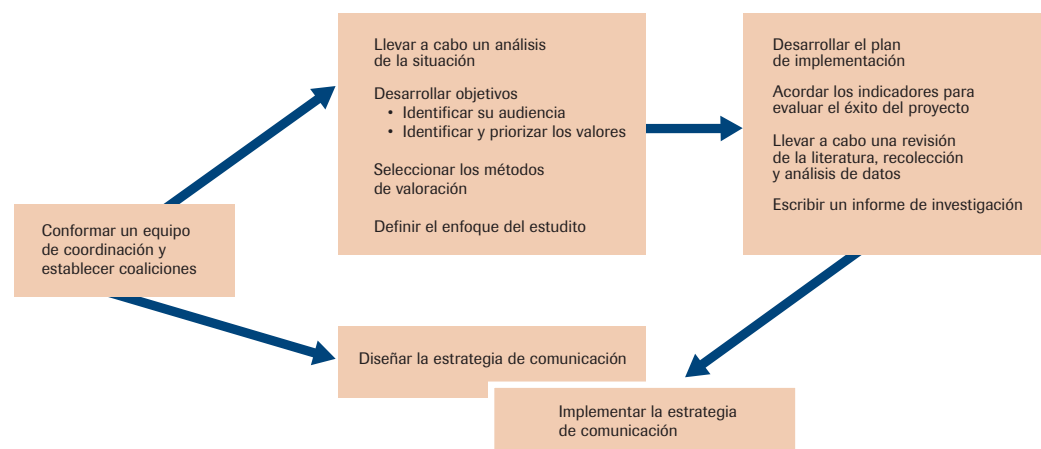 Conformar un equipo
de coordinación y
establecer coaliciones
Llevar a cabo un análisis
de la situación
Desarrollar objetivos
• Identificar su audiencia
• Identificar y priorizar los valores
Seleccionar los métodos
de valoración
Definir el enfoque del estudito
Desarrollar el plan
de implementación
Acordar los indicadores para
evaluar el éxito del proyecto
Llevar a cabo una revisión
de la literatura, recolección
y análisis de datos
Escribir un informe de investigación
Diseñar la estrategia de comunicación
Implementar la estrategia
de comunicación